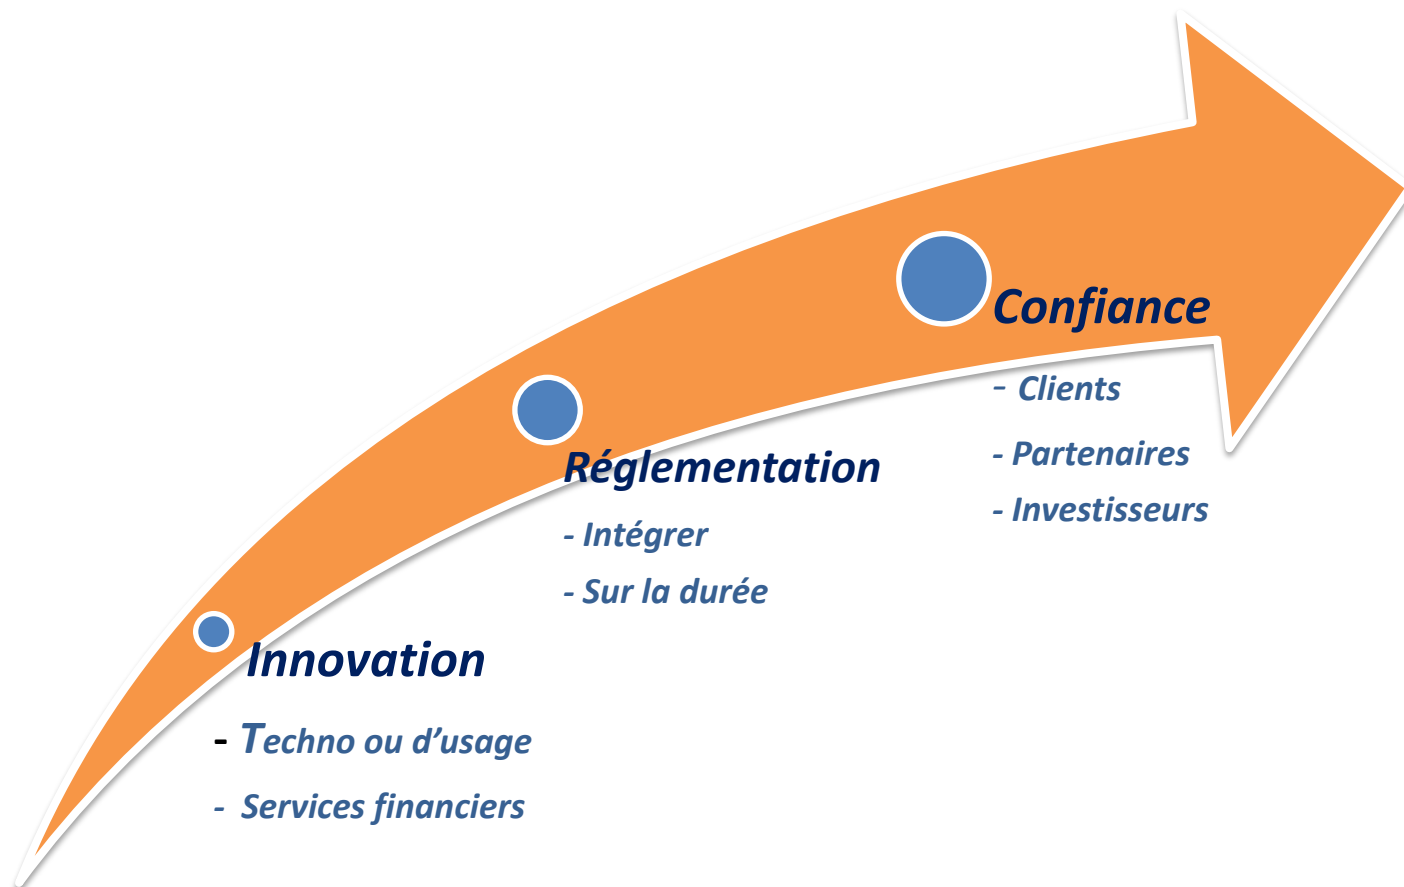 Confiance
- Clients
- Partenaires
- Investisseurs
Réglementation
- Intégrer
- Sur la durée
Innovation
- Techno ou d’usage
- Services financiers